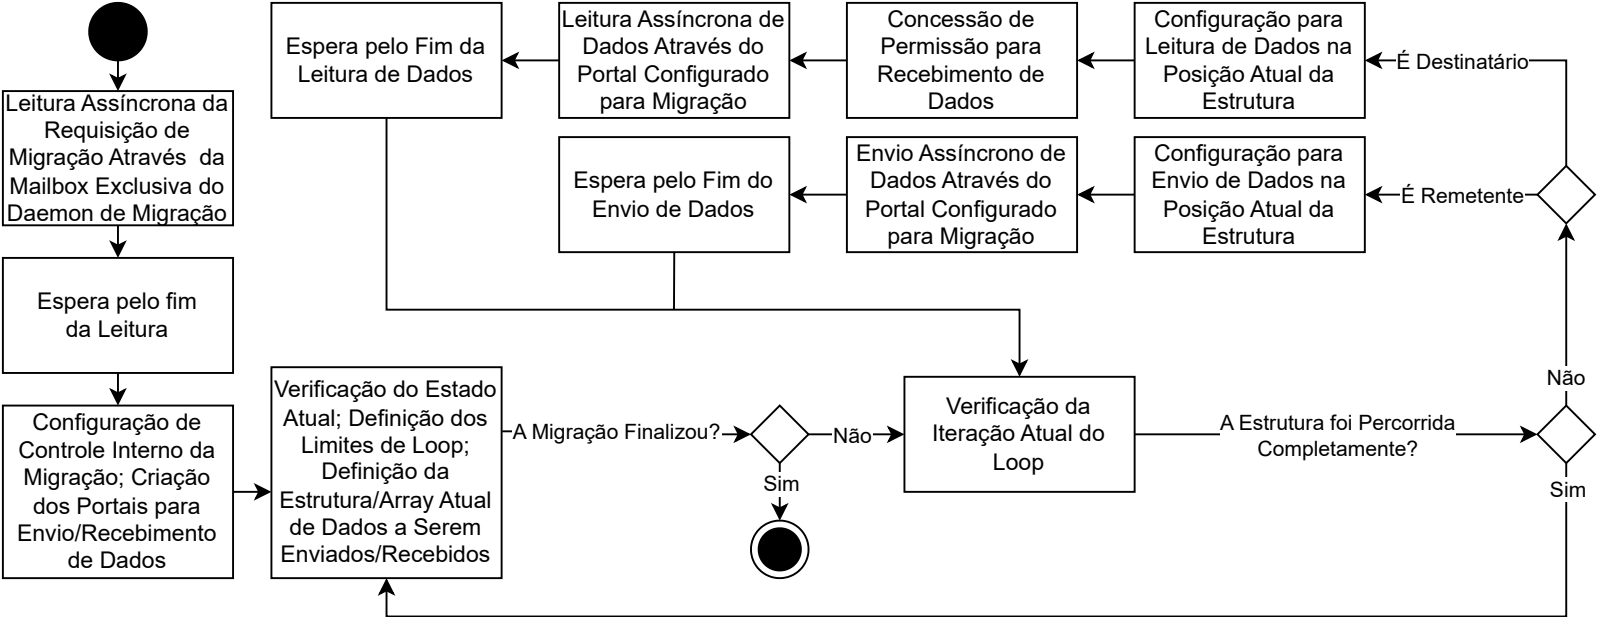 Leitura Assíncrona da
Requisição de
Migração Através da
Mailbox Exclusiva do
Daemon de Migração
Espera pelo fim
da Leitura
Configuração de
Controle Interno da
Migração; Criação
dos Portais para
Envio/Recebimento
de Dados
Verificação do Estado
Atual; Definição dos
Limites de Loop;
Definição da
Estrutura/Array Atual
de Dados a Serem
Enviados/Recebidos
A Migração Finalizou?
Sim
Não
Verificação da
Iteração Atual do
Loop
A Estrutura foi Percorrida
Completamente?
Sim
Não
É Remetente
Configuração para
Envio de Dados na
Posição Atual da
Estrutura
Envio Assíncrono de
Dados Através do
Portal Configurado
para Migração
Espera pelo Fim do
Envio de Dados
É Destinatário
Configuração para
Leitura de Dados na
Posição Atual da
Estrutura
Concessão de
Permissão para
Recebimento de
Dados
Leitura Assíncrona de
Dados Através do
Portal Configurado
para Migração
Espera pelo Fim da
Leitura de Dados